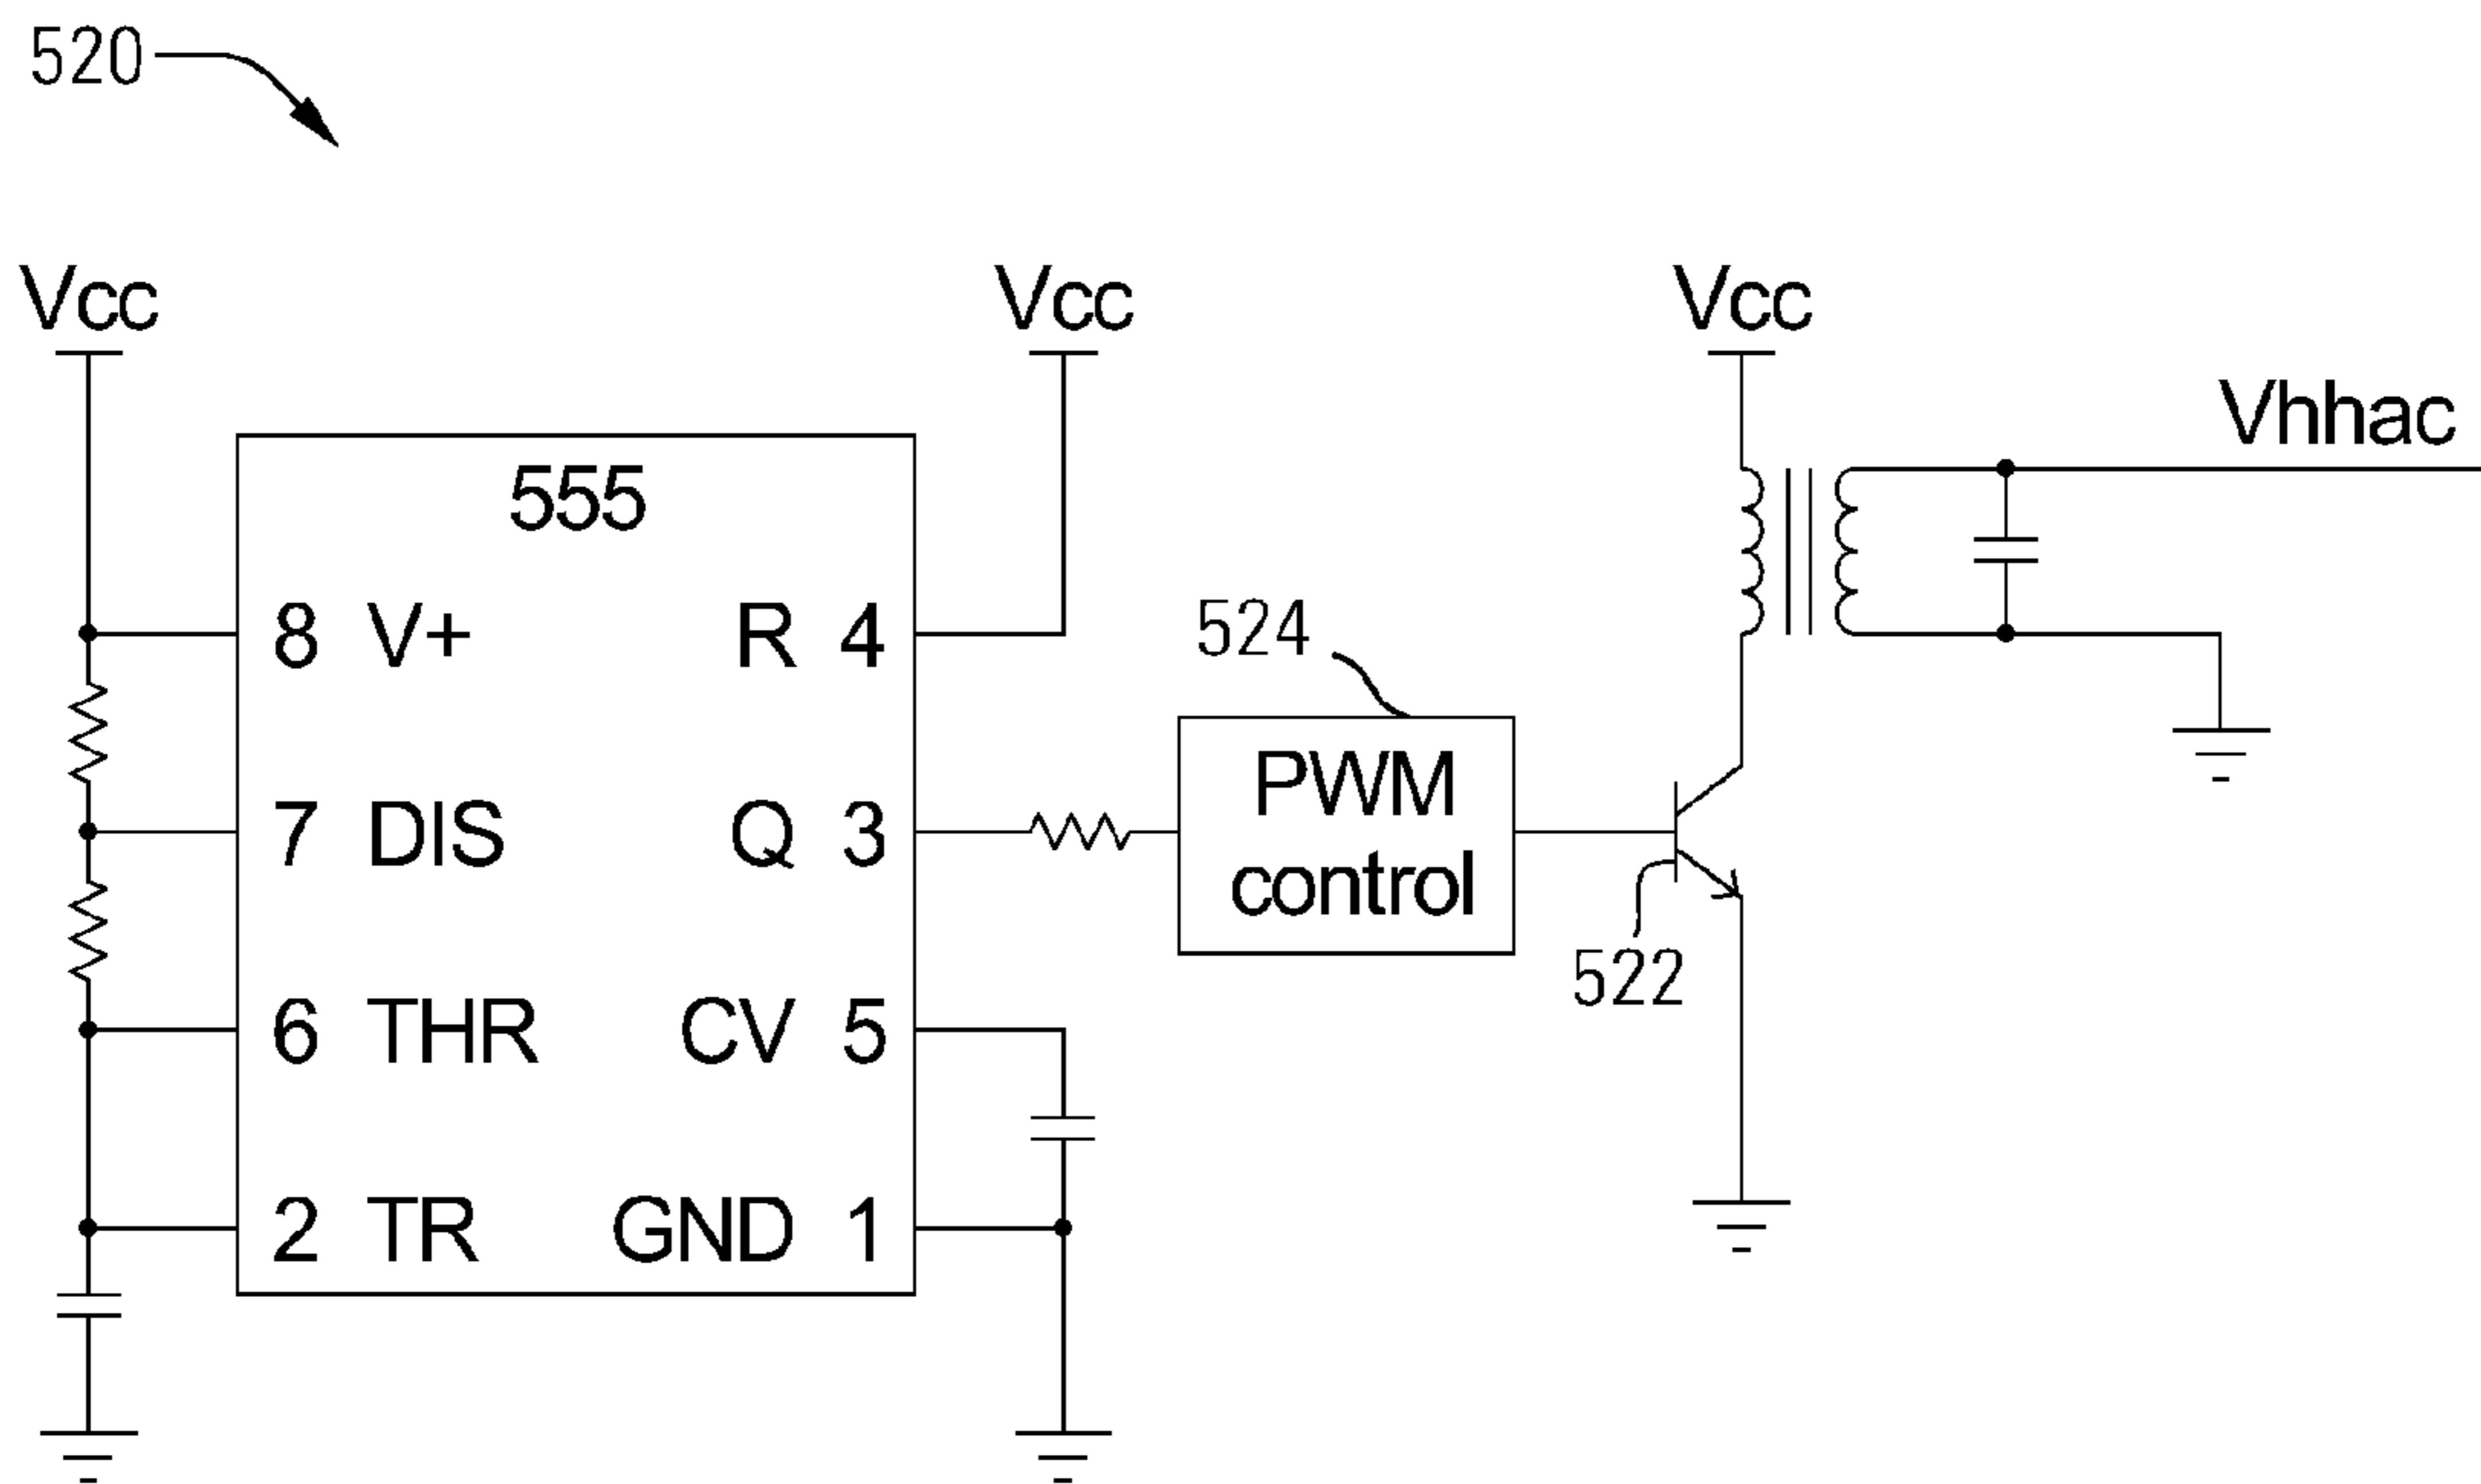 520
Vcc
Vcc
Vcc
Vhhac
555
8 V+ R 4
524
PWM
control
7 DIS Q 3
522
6 THR CV 5
2 TR GND 1